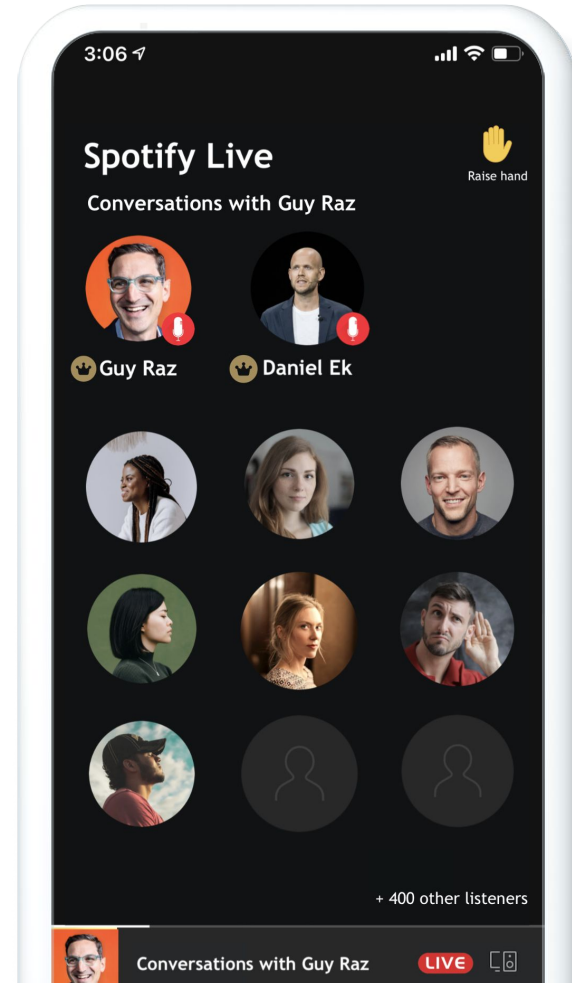 3:06
Spotify Live
Raise hand
Conversations with Guy Raz
Guy Raz
Daniel Ek
+ 400 other listeners
Conversations with Guy Raz
LIVE